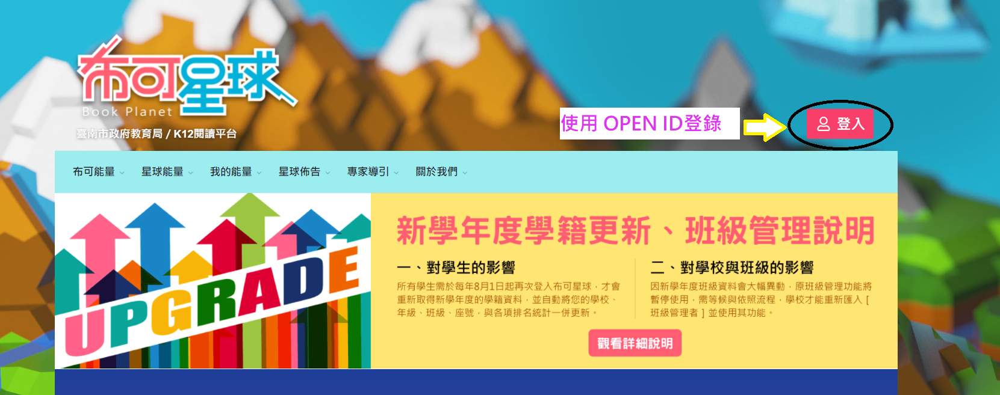 布可星球
Book Planet
臺南市政府教育局 / K12閱讀平台
使用 OPEN ID登錄
登入
布可能量
星球能量
我的能量
星球佈告
專家導引
關於我們
UPGRADE
新學年度學籍更新、班級管理說明
一、對學生的影響
所有學生需於每年8月1日起再次登入布可星球，才會
重新取得新學年度的學籍資料，並自動將您的學校、
年級、班級、座號，與各項排名統計一併更新。
二、對學校與班級的影響
因新學年度班級資料會大幅異動，原班級管理功能將
暫停使用，需等候與依照流程，學校才能重新匯入 [
班級管理者 ] 並使用其功能。
觀看詳細說明